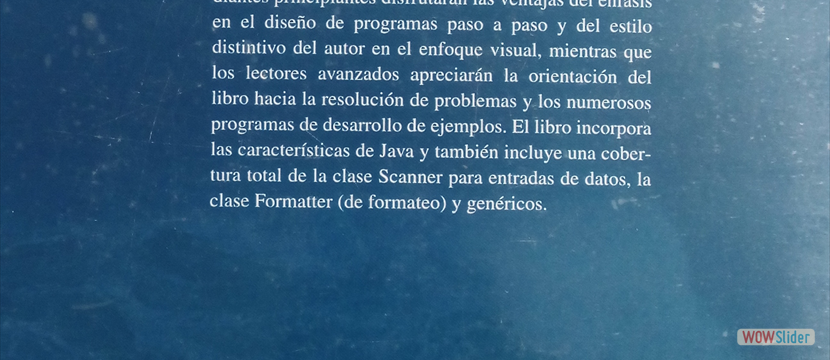 diantes principiantes disfrutarán las ventajas del énfasis
en el diseño de programas paso a paso y del estilo
distintivo del autor en el enfoque visual, mientras que
los lectores avanzados apreciarán la orientación del
libro hacia la resolución de problemas y los numerosos
programas de desarrollo de ejemplos. El libro incorpora
las características de Java y también incluye una cober-
tura total de la clase Scanner para entradas de datos, la
clase Formatter (de formateo) y genéricos.
WOWSlider